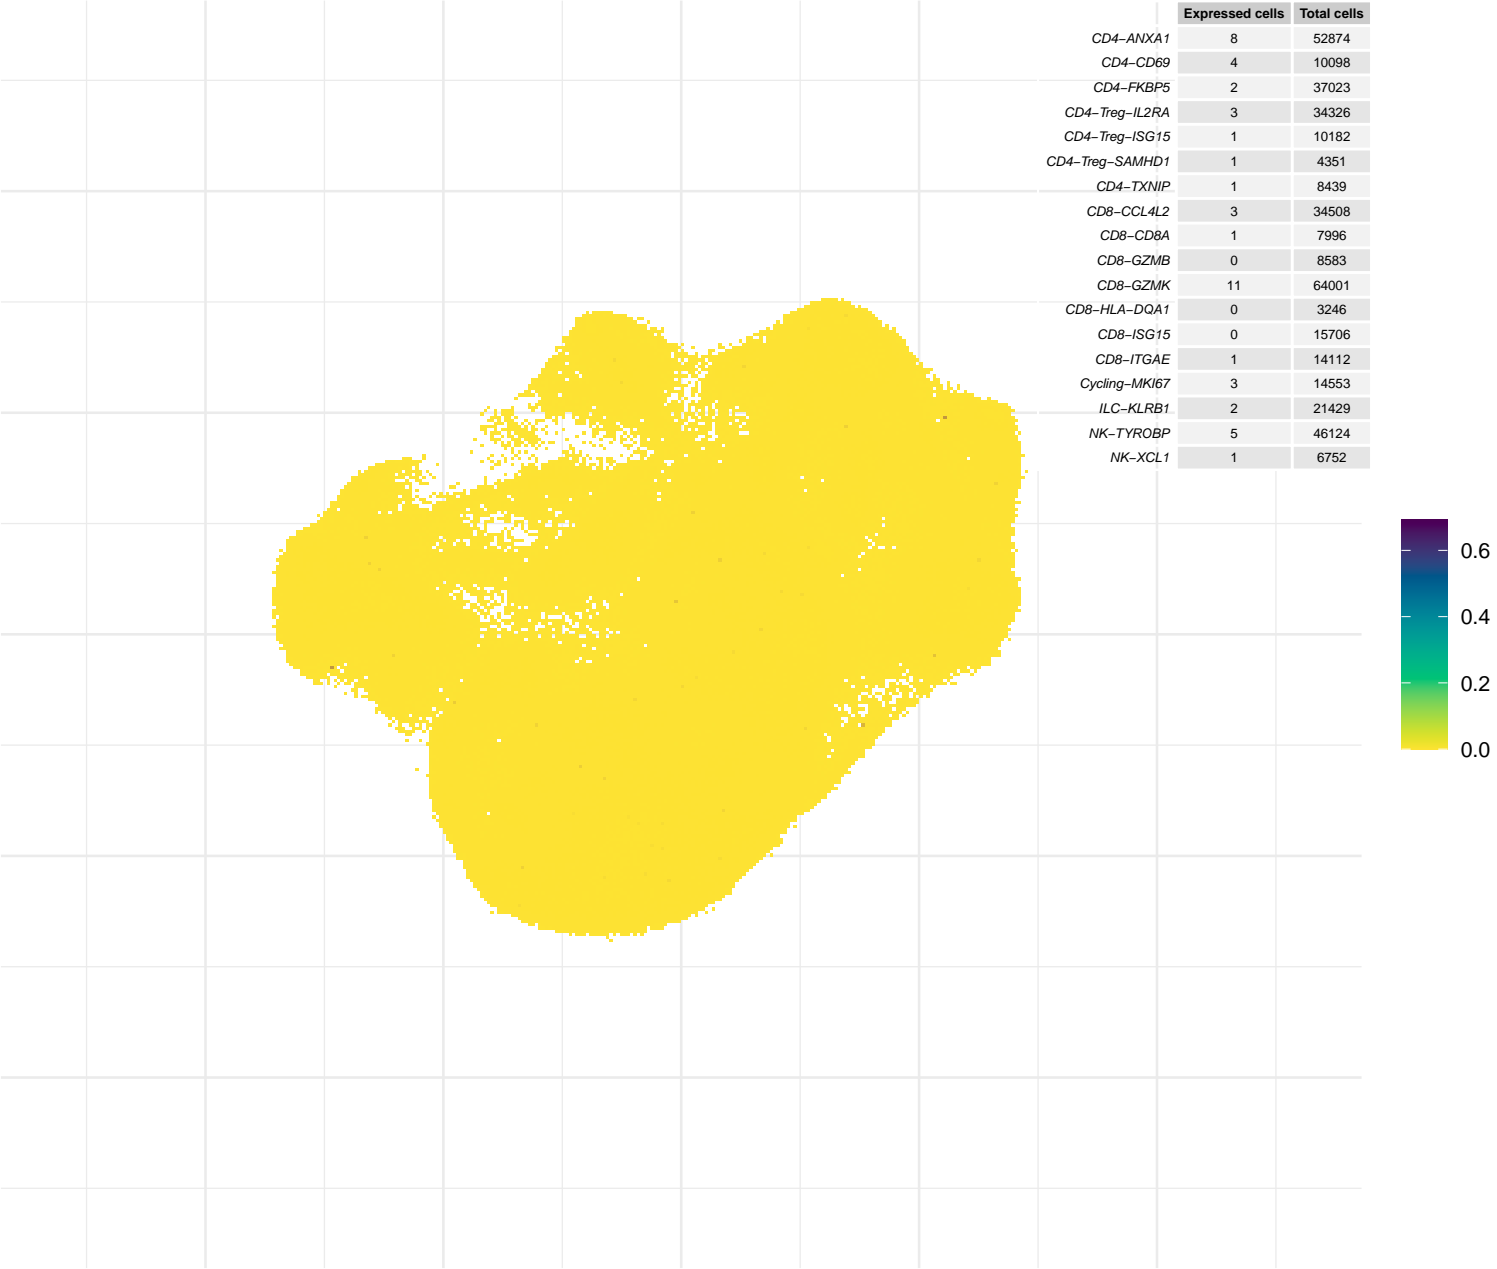 Expressed cells Total cells
CD4−ANXA1 8 52874
CD4−CD69 4 10098
CD4−FKBP5 2 37023
CD4−Treg−IL2RA 3 34326
CD4−Treg−ISG15 1 10182
CD4−Treg−SAMHD1 1 4351
CD4−TXNIP 1 8439
CD8−CCL4L2 3 34508
CD8−CD8A 1 7996
CD8−GZMB 0 8583
CD8−GZMK 11 64001
CD8−HLA−DQA1 0 3246
CD8−ISG15 0 15706
CD8−ITGAE 1 14112
Cycling−MKI67 3 14553
ILC−KLRB1 2 21429
NK−TYROBP 5 46124
NK−XCL1 1 6752
0.6
0.4
0.2
0.0